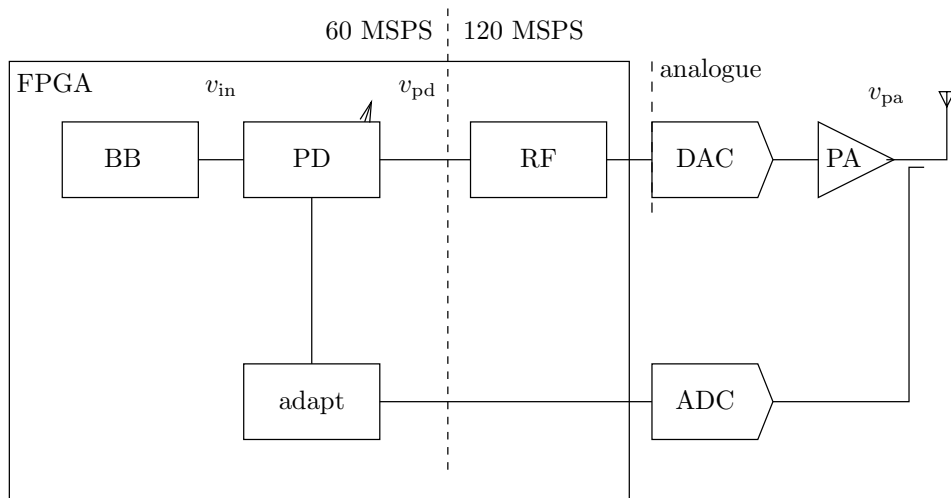 60 MSPS
120 MSPS
FPGA
analogue
v_in
v_pd
v_pa
BB
PD
RF
DAC
PA
adapt
ADC